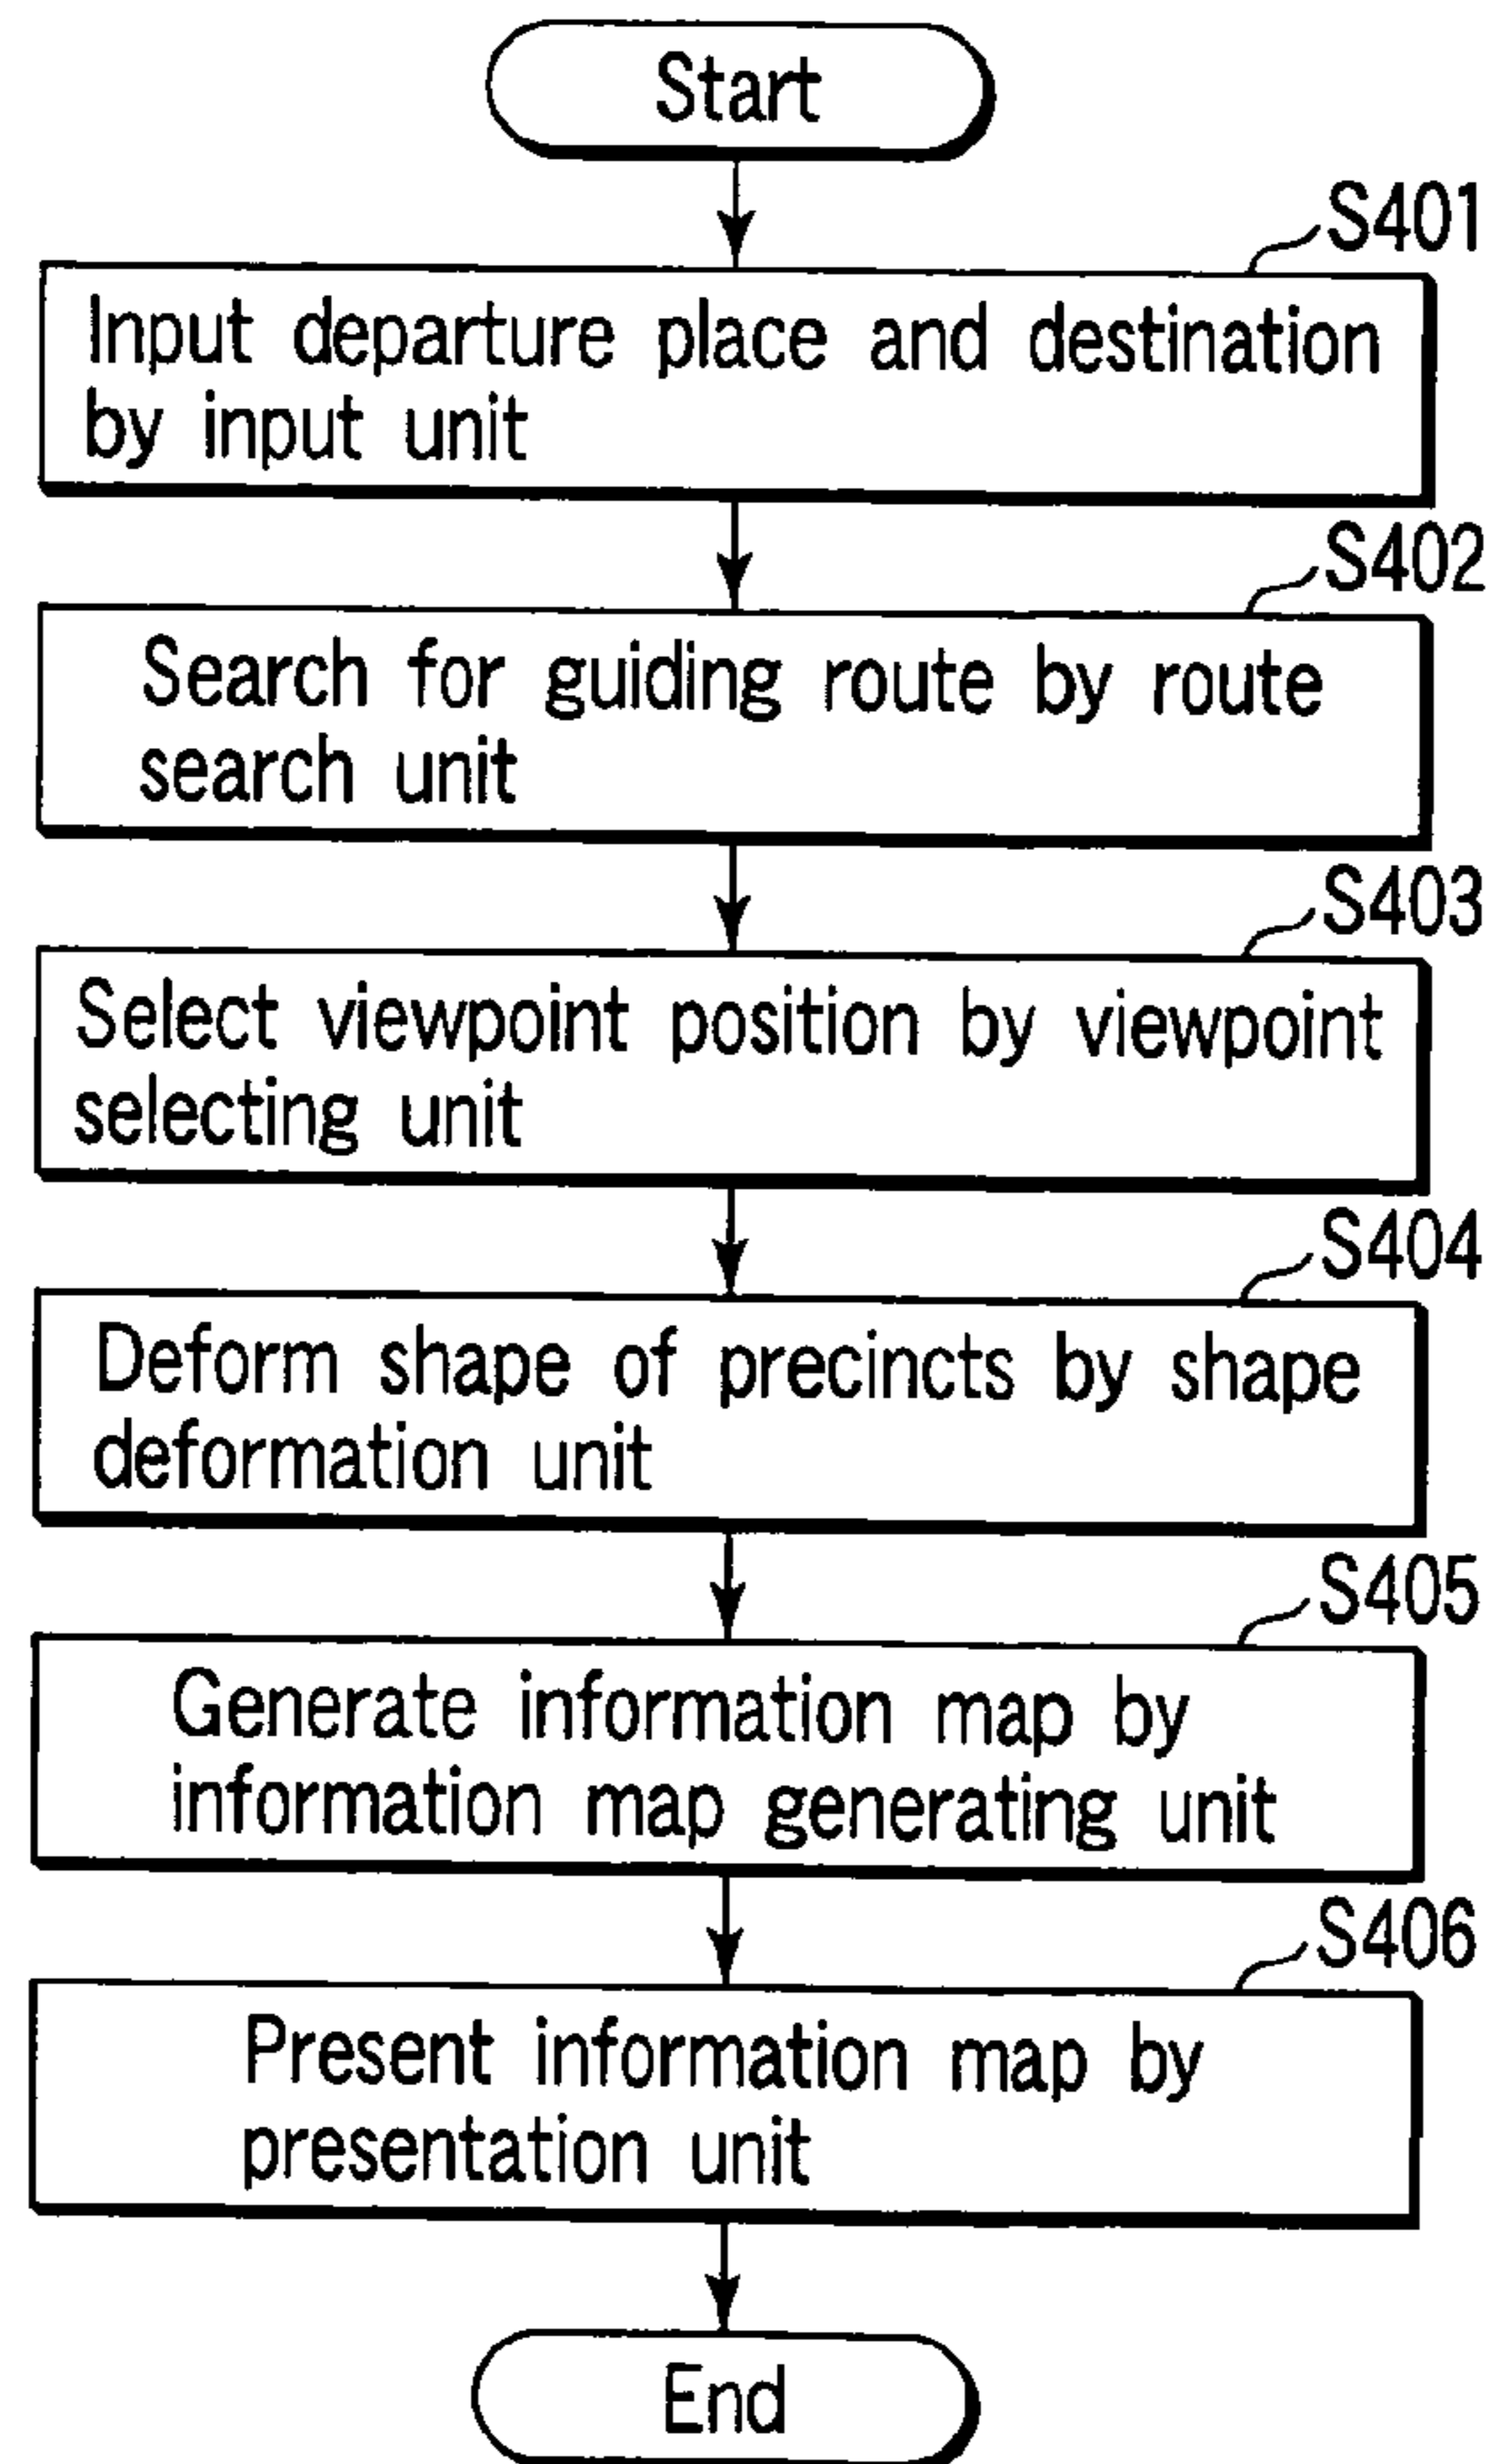 Start
S401
Input departure place and destination
by input unit
S402
Search for guiding route by route
search unit
S403
Select viewpoint position by viewpoint
selecting unit
S404
Deform shape of precincts by shape
deformation unit
S405
Generate information map by
information map generating unit
S406
Present information map by
presentation unit
End